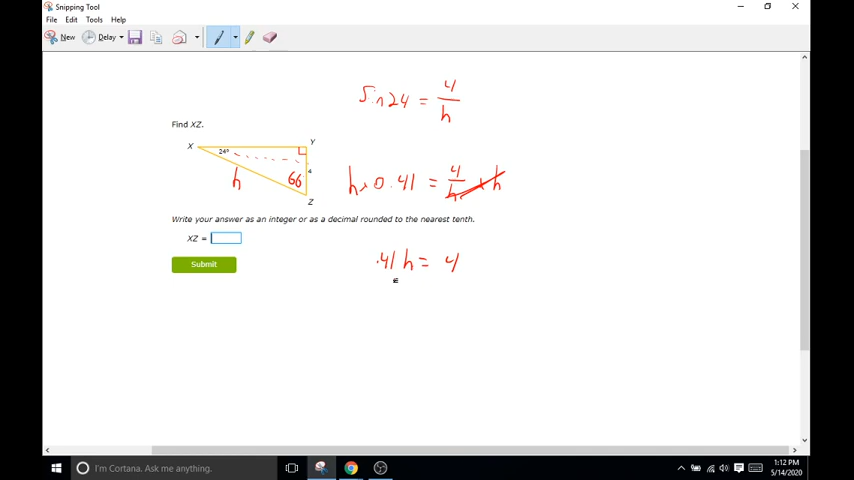 Snipping Tool
File Edit Tools Help
New Delay
Sin 24 = 4/h
Find XZ.
X Y
24º
4
h 66
Z
h × 0.41 = 4/h × h
Write your answer as an integer or as a decimal rounded to the nearest tenth.
XZ =
Submit
.41 h = 4
I'm Cortana. Ask me anything.
1:12 PM
5/14/2020